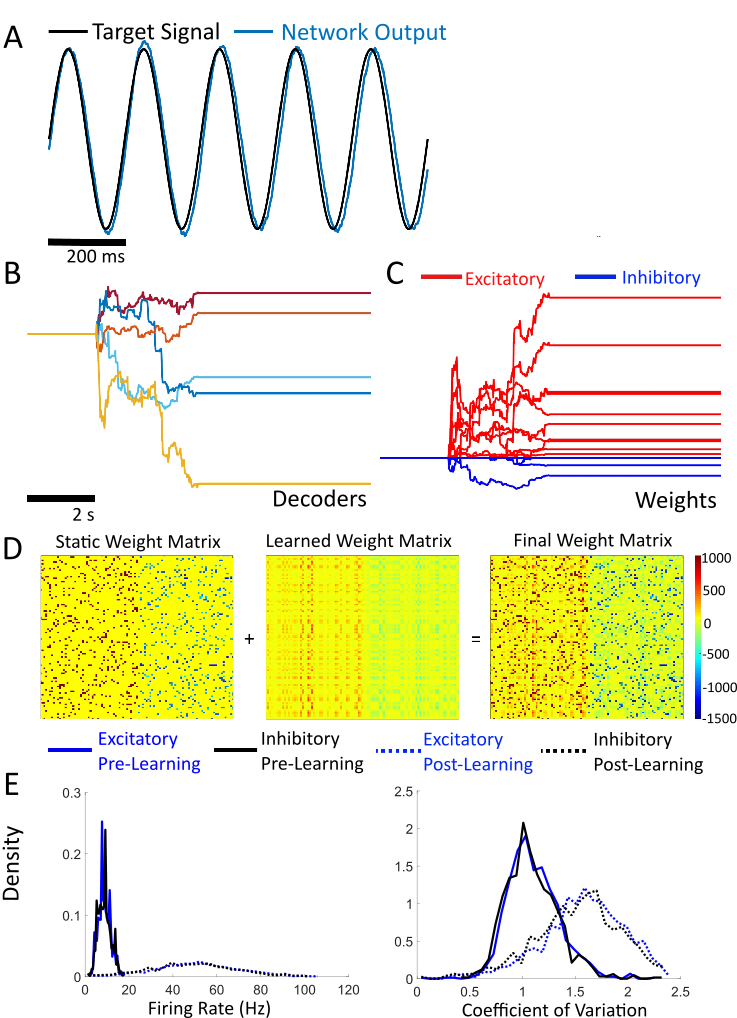 A
Target Signal
Network Output
200 ms
B
Decoders
2 s
C
Excitatory
Inhibitory
Weights
D
Static Weight Matrix
Learned Weight Matrix
Final Weight Matrix
+
=
1000
500
0
-500
-1000
-1500
Excitatory
Pre-Learning
Inhibitory
Pre-Learning
Excitatory
Post-Learning
Inhibitory
Post-Learning
E
Density
0.3
0.2
0.1
0
0
20
40
60
80
100
120
Firing Rate (Hz)
2.5
2
1.5
1
0.5
0
0
0.5
1
1.5
2
2.5
Coefficient of Variation